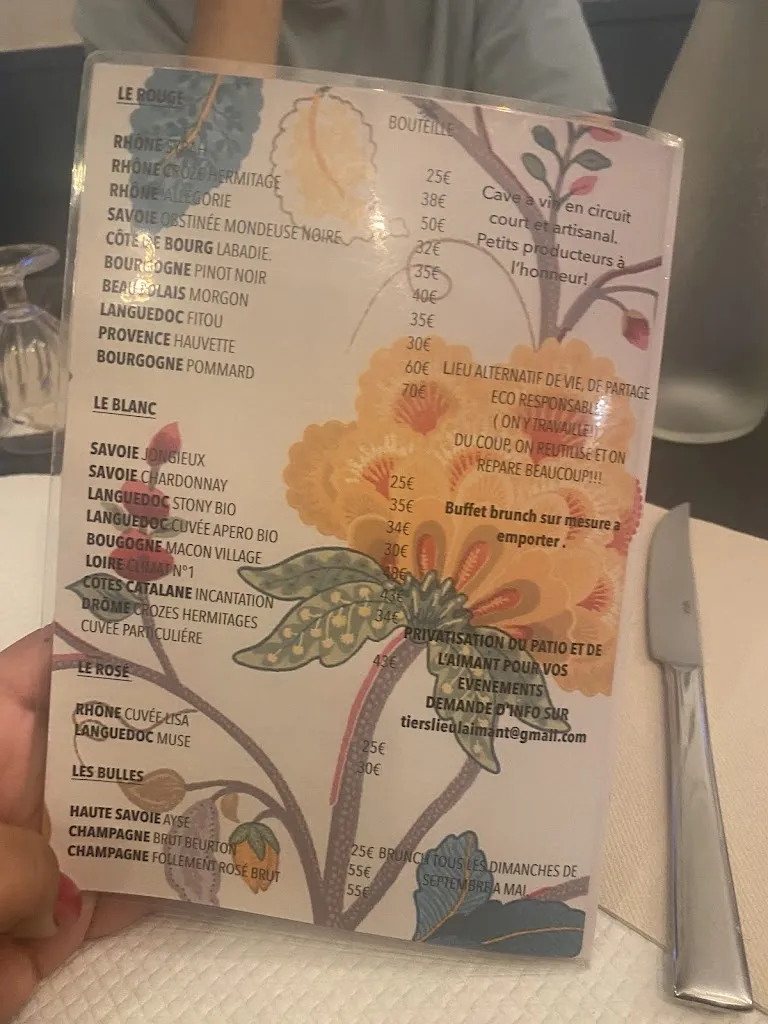 LE ROUGE
BOUTEILLE
RHÔNE SYRAH 25€
RHÔNE CROZE HERMITAGE 38€
RHÔNE ALLEGORIE 50€
SAVOIE OBSTINÉE MONDEUSE NOIRE 32€
CÔTE DE BOURG LABADIE. 35€
BOURGOGNE PINOT NOIR 40€
BEAUJOLAIS MORGON 35€
LANGUEDOC FITOU 30€
PROVENCE HAUVETTE 60€
BOURGOGNE POMMARD 70€
LE BLANC
SAVOIE JONGIEUX 25€
SAVOIE CHARDONNAY 35€
LANGUEDOC STONY BIO 34€
LANGUEDOC CUVÉE APERO BIO 30€
BOUGOGNE MACON VILLAGE
LOIRE CLIMAT N°1 43€
CÔTES CATALANE INCANTATION 34€
DRÔME CROZES HERMITAGES
CUVÉE PARTICULIÉRE 43€
LE ROSÉ
RHONE CUVÉE LISA 25€
LANGUEDOC MUSE 30€
LES BULLES
HAUTE SAVOIE AYSE 25€
CHAMPAGNE BRUT BEURTON 55€
CHAMPAGNE FOLLEMENT ROSÉ BRUT 55€
Cave a vin en circuit
court et artisanal.
Petits producteurs à
l'honneur!
LIEU ALTERNATIF DE VIE, DE PARTAGE
ECO RESPONSABLE
( ON Y TRAVAILLE!)
DU COUP, ON REUTILISE ET ON
REPARE BEAUCOUP!!!
Buffet brunch sur mesure a
emporter .
PRIVATISATION DU PATIO ET DE
L'AIMANT POUR VOS
EVENEMENTS
DEMANDE D'INFO SUR
tierslieulaimant@gmail.com
BRUNCH TOUS LES DIMANCHES DE
SEPTEMBRE A MAI